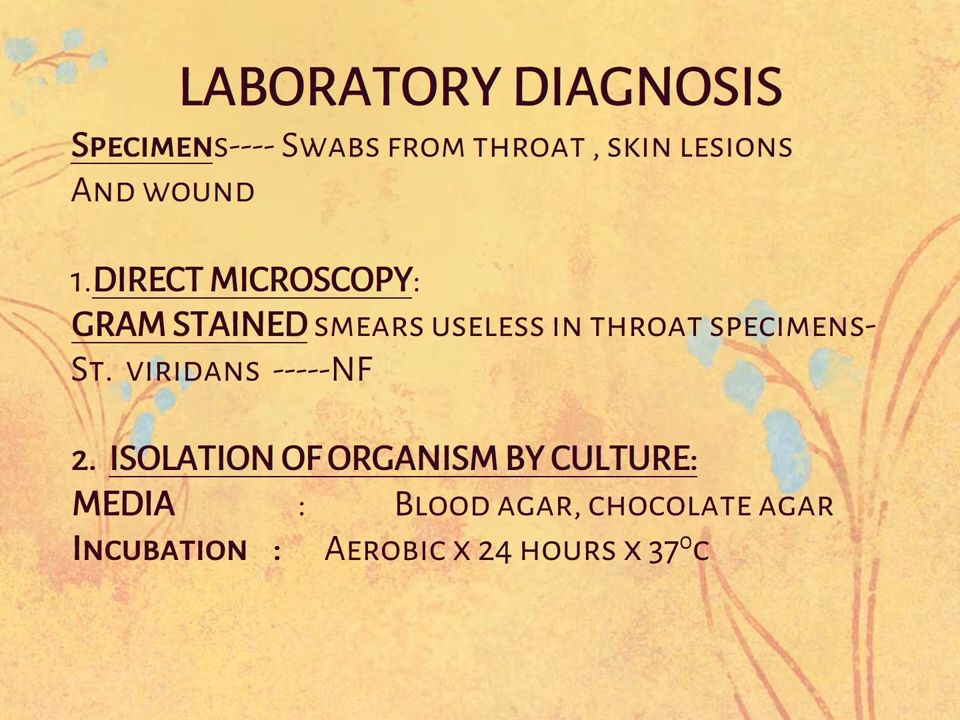 LABORATORY DIAGNOSIS
SPECIMENS---- SWABS FROM THROAT , SKIN LESIONS
AND WOUND
1.DIRECT MICROSCOPY:
GRAM STAINED SMEARS USELESS IN THROAT SPECIMENS-
ST. VIRIDANS -----NF
2. ISOLATION OF ORGANISM BY CULTURE:
MEDIA : BLOOD AGAR, CHOCOLATE AGAR
INCUBATION : AEROBIC X 24 HOURS X 37⁰C